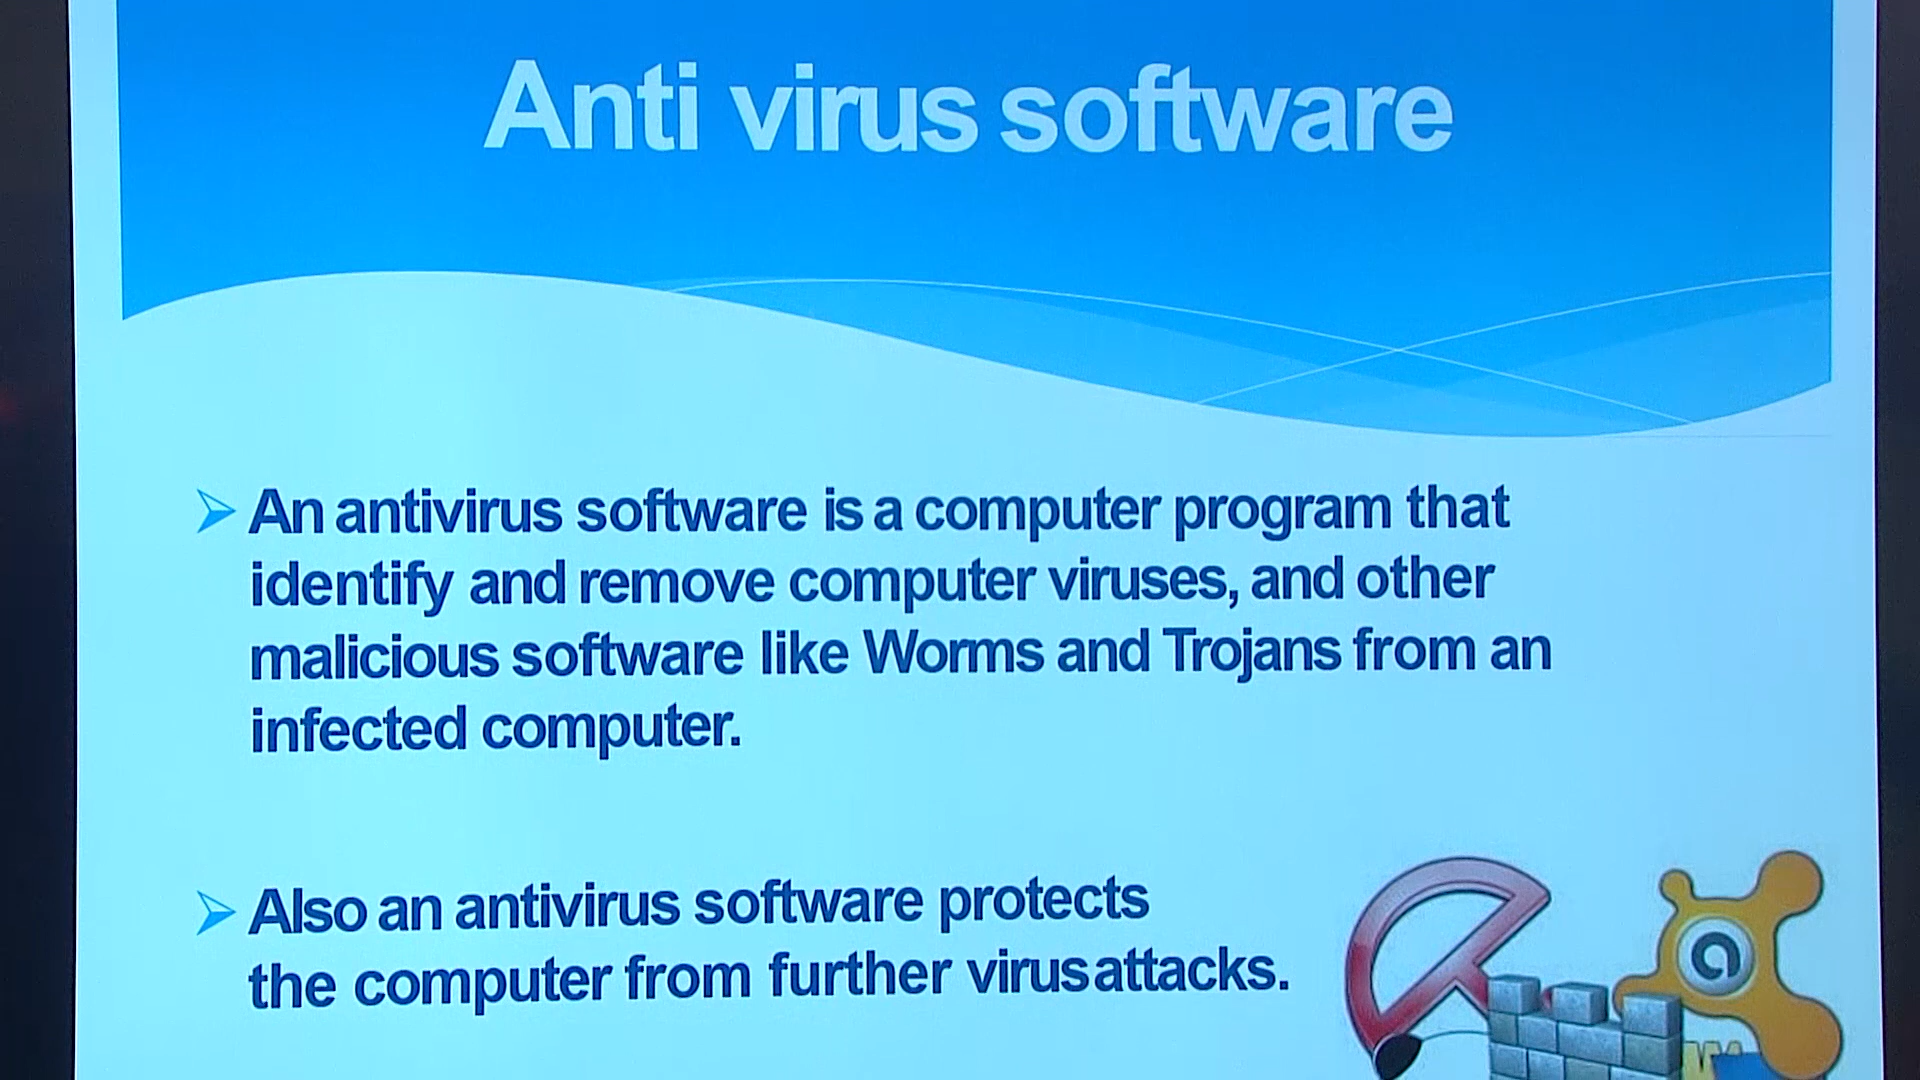 Anti virus software
An antivirus software is a computer program that
identify and remove computer viruses, and other
malicious software like Worms and Trojans from an
infected computer.
Also an antivirus software protects
the computer from further virus attacks.